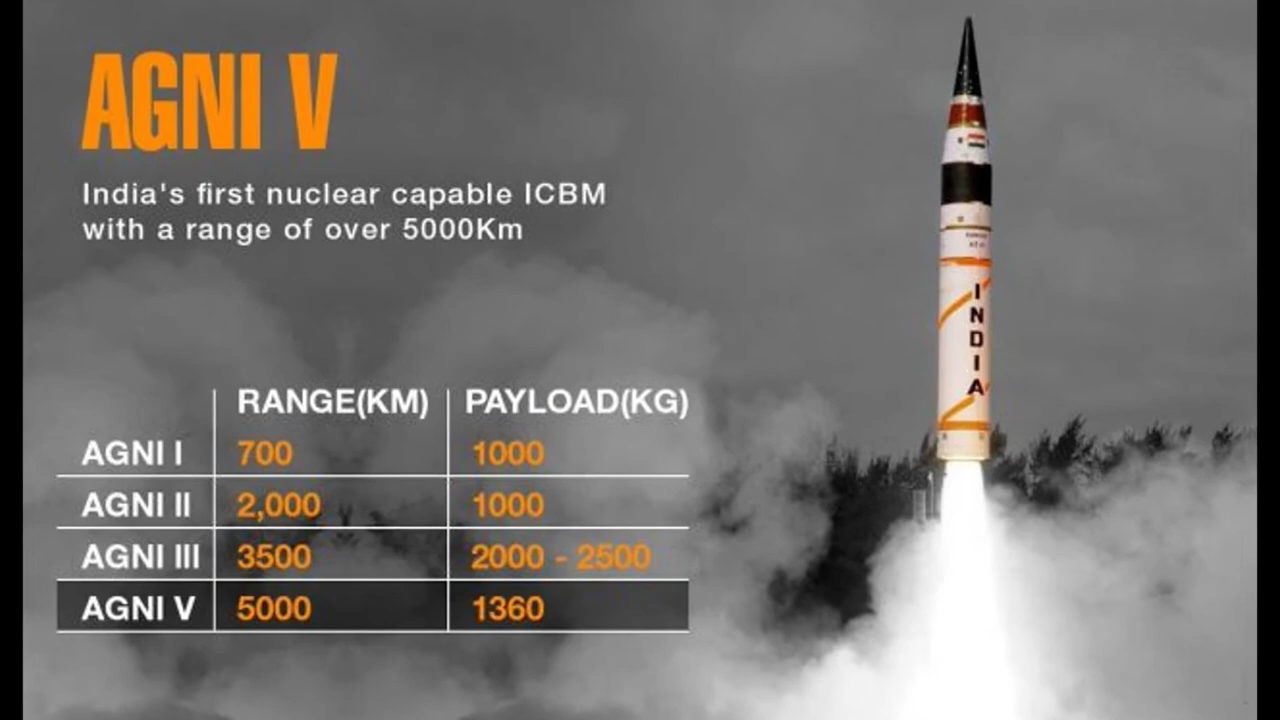 AGNI V
India's first nuclear capable ICBM
with a range of over 5000Km
RANGE(KM) PAYLOAD(KG)
AGNI I 700 1000
AGNI II 2,000 1000
AGNI III 3500 2000 - 2500
AGNI V 5000 1360
INDIA